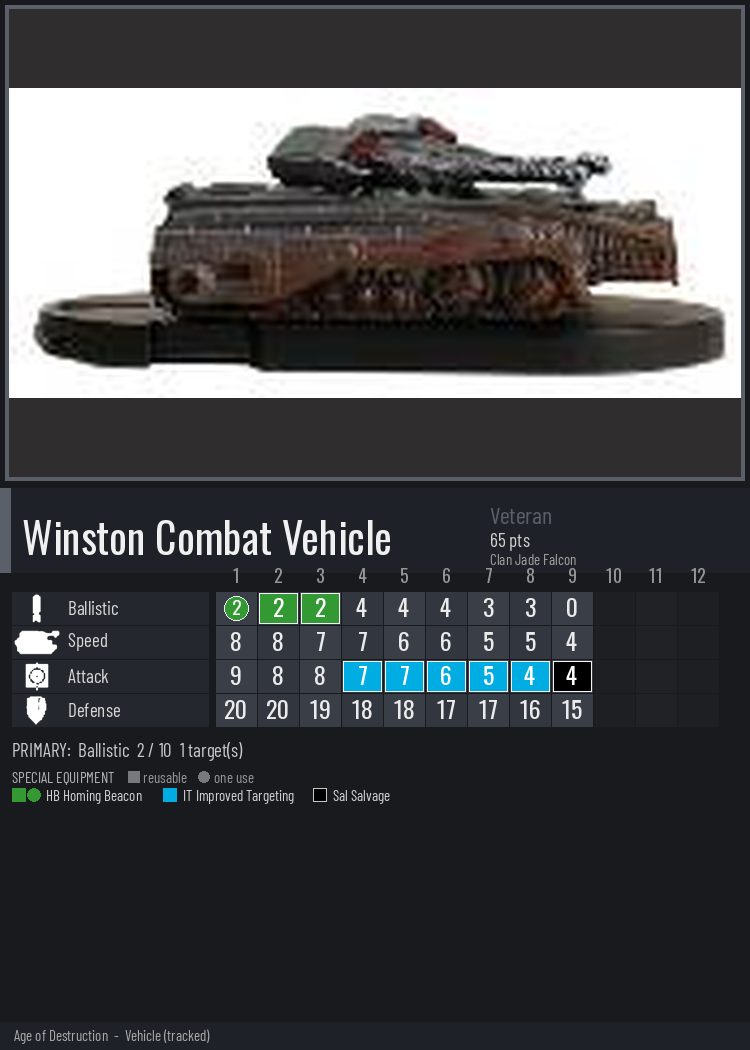 Winston Combat Vehicle
Veteran
65 pts
Clan Jade Falcon
1 2 3 4 5 6 7 8 9 10 11 12
Ballistic 2 2 2 4 4 4 3 3 0
Speed 8 8 7 7 6 6 5 5 4
Attack 9 8 8 7 7 6 5 4 4
Defense 20 20 19 18 18 17 17 16 15
PRIMARY: Ballistic 2 / 10 1 target(s)
SPECIAL EQUIPMENT reusable one use
HB Homing Beacon IT Improved Targeting Sal Salvage
Age of Destruction - Vehicle (tracked)